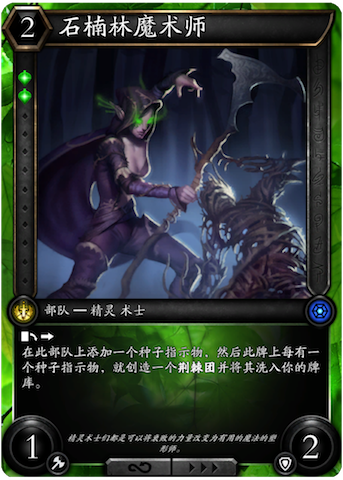 2
石楠林魔术师
部队 — 精灵 术士
在此部队上添加一个种子指示物，然后此牌上每有一
个种子指示物，就创造一个荆棘团并将其洗入你的牌
库。
精灵术士们都是可以将衰败的力量改变为有用的魔法的塑
形师。
1
2